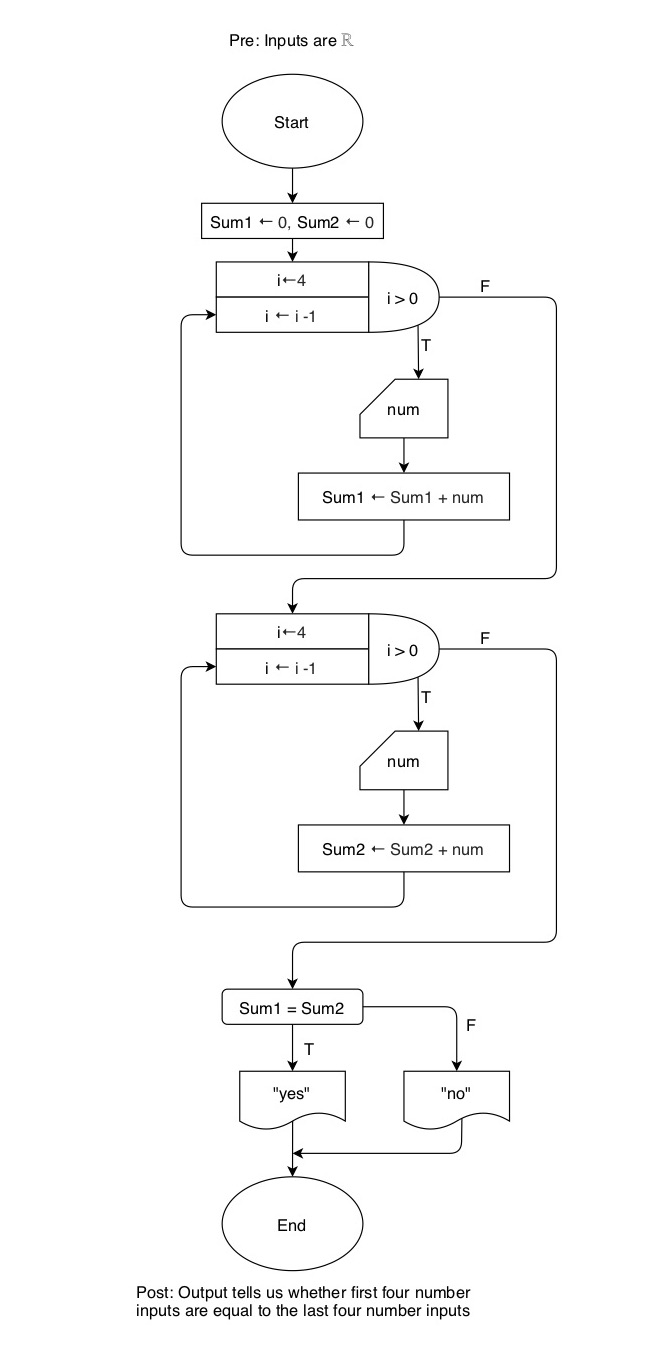 Pre: Inputs are ℝ
Start
Sum1 ← 0, Sum2 ← 0
i←4
i ← i -1
i > 0
F
T
num
Sum1 ← Sum1 + num
i←4
i ← i -1
i > 0
F
T
num
Sum2 ← Sum2 + num
Sum1 = Sum2
F
T
"yes"
"no"
End
Post: Output tells us whether first four number
inputs are equal to the last four number inputs